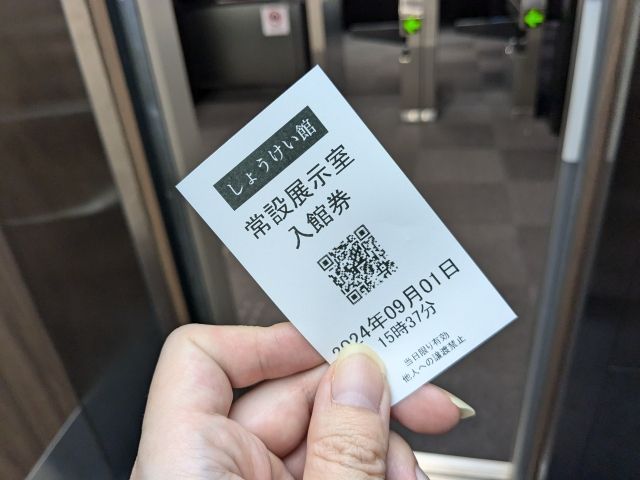 しょうけい館
常設展示室
入館券
2024年09月01日
15時37分
当日限り有効
他人への譲渡禁止